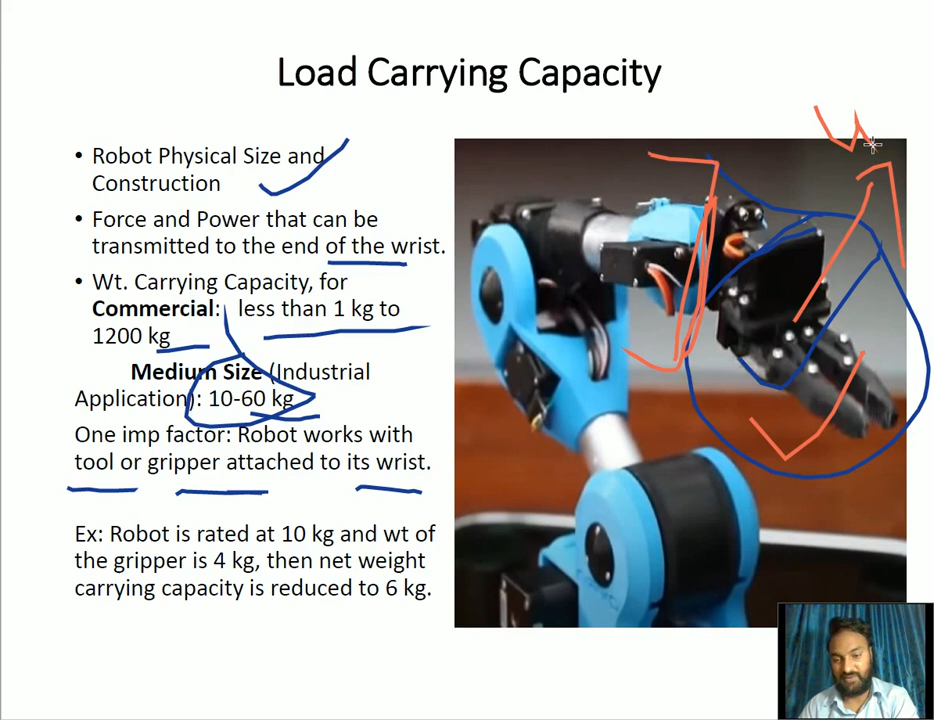 Load Carrying Capacity
• Robot Physical Size and
Construction
• Force and Power that can be
transmitted to the end of the wrist.
• Wt. Carrying Capacity, for
Commercial: less than 1 kg to
1200 kg
Medium Size (Industrial
Application): 10-60 kg
One imp factor: Robot works with
tool or gripper attached to its wrist.
Ex: Robot is rated at 10 kg and wt of
the gripper is 4 kg, then net weight
carrying capacity is reduced to 6 kg.